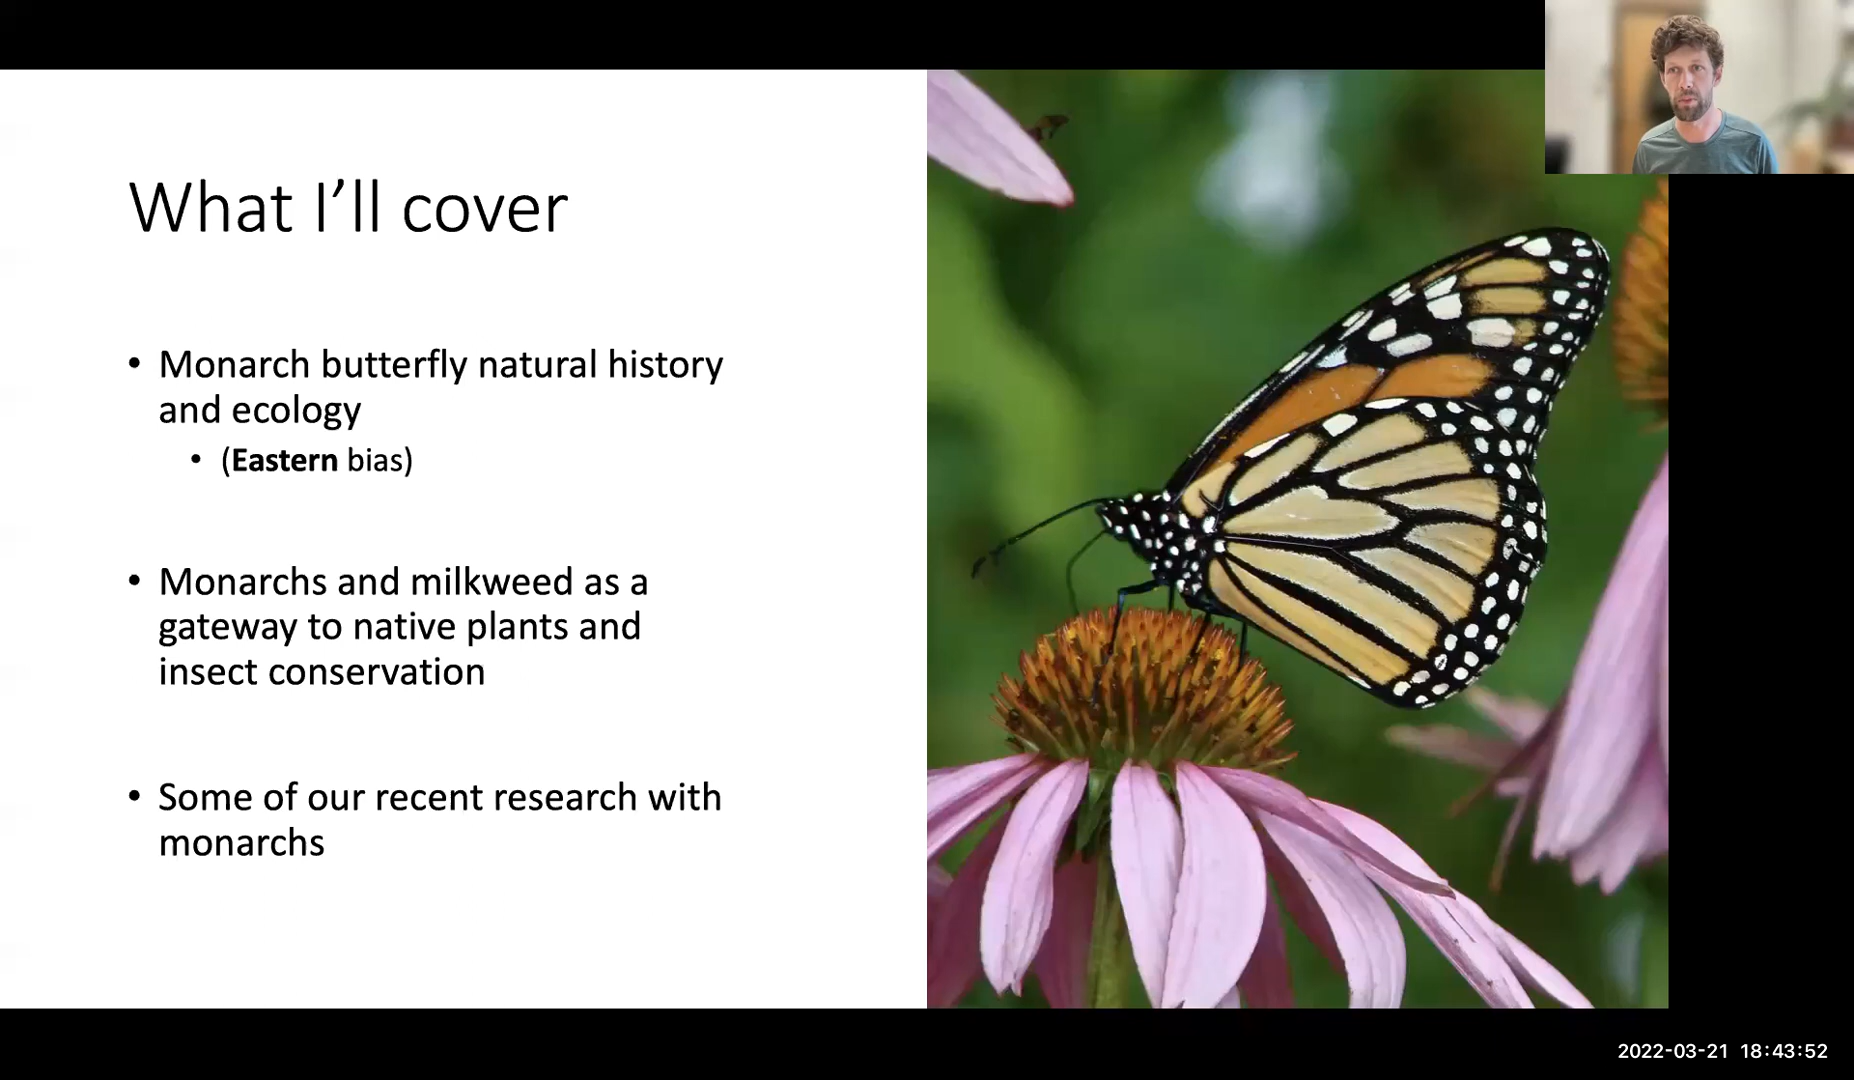 What I’ll cover
• Monarch butterfly natural history
and ecology
• (Eastern bias)
• Monarchs and milkweed as a
gateway to native plants and
insect conservation
• Some of our recent research with
monarchs
2022-03-21 18:43:52